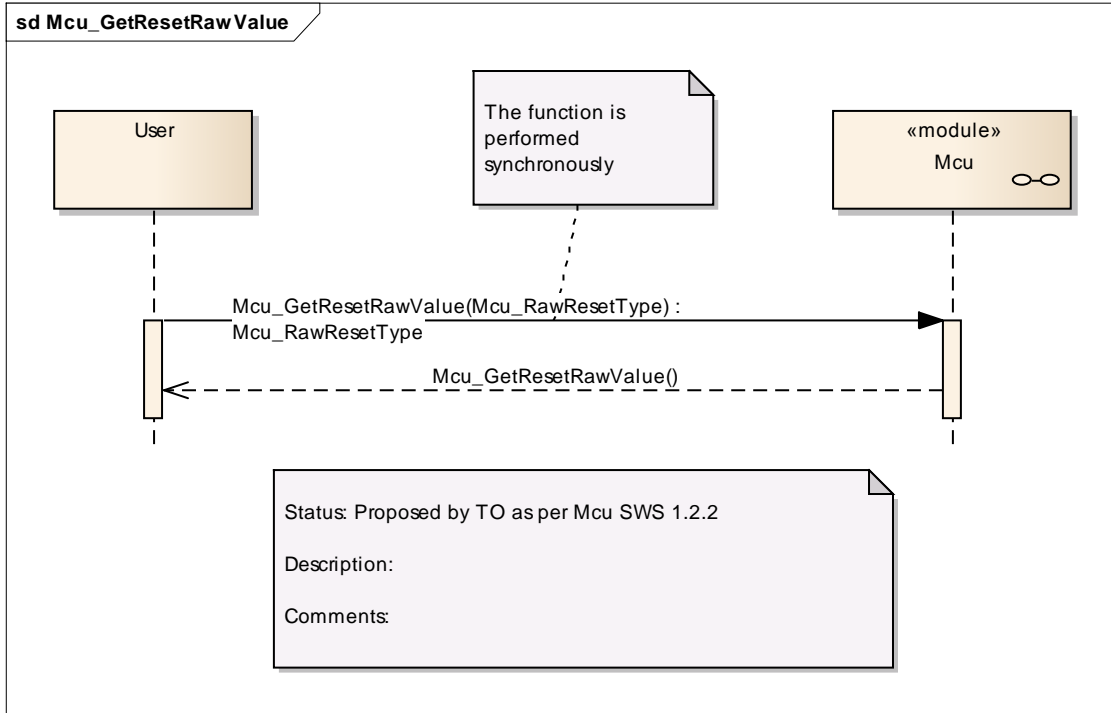 sd Mcu_GetResetRawValue
The function is
performed
synchronously
User
«module»
Mcu
Mcu_GetResetRawValue(Mcu_RawResetType) :
Mcu_RawResetType
Mcu_GetResetRawValue()
Status: Proposed by TO as per Mcu SWS 1.2.2
Description:
Comments: